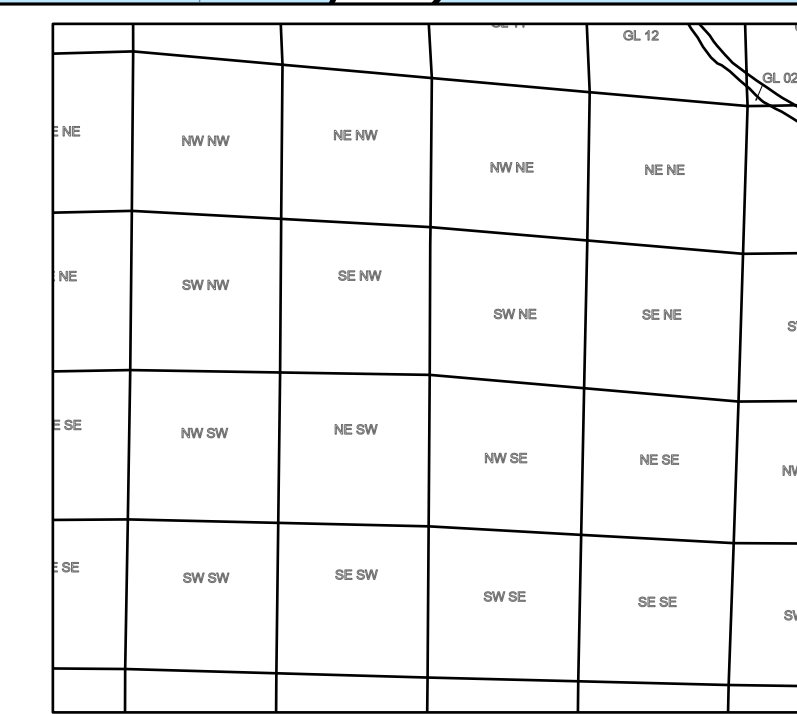 GL 12
GL 02
E NE
NW NW
NE NW
NW NE
NE NE
NE
SW NW
SE NW
SW NE
SE NE
E SE
NW SW
NE SW
NW SE
NE SE
E SE
SW SW
SE SW
SW SE
SE SE